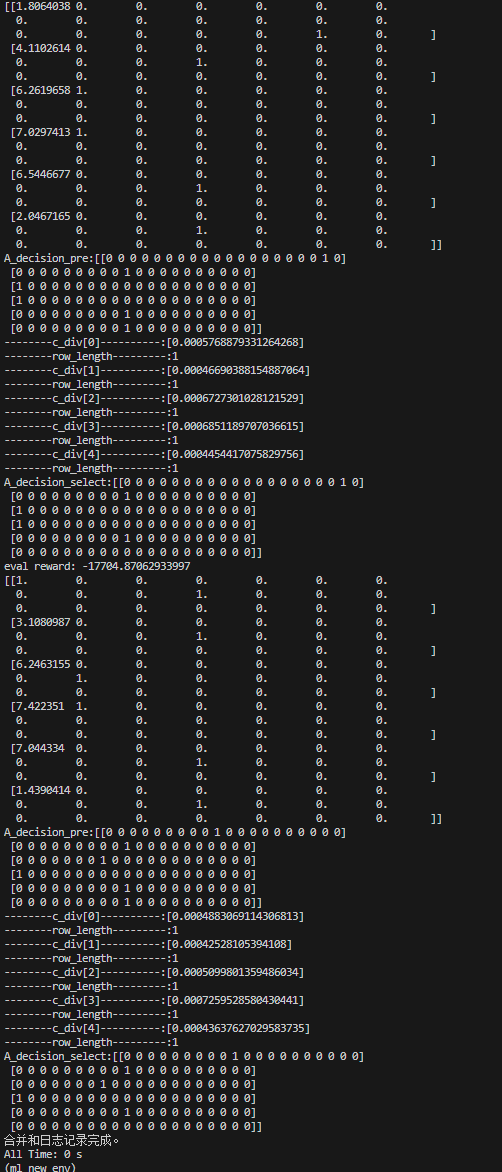 [[1.8064038 0. 0. 0. 0. 0. 0.
0. 0. 0. 0. 0. 0. 0.
0. 0. 0. 0. 0. 1. 0. ]
[4.1102614 0. 0. 0. 0. 0. 0.
0. 0. 0. 1. 0. 0. 0.
0. 0. 0. 0. 0. 0. 0. ]
[6.2619658 1. 0. 0. 0. 0. 0.
0. 0. 0. 0. 0. 0. 0.
0. 0. 0. 0. 0. 0. 0. ]
[7.0297413 1. 0. 0. 0. 0. 0.
0. 0. 0. 0. 0. 0. 0.
0. 0. 0. 0. 0. 0. 0. ]
[6.5446677 0. 0. 0. 0. 0. 0.
0. 0. 0. 1. 0. 0. 0.
0. 0. 0. 0. 0. 0. 0. ]
[2.0467165 0. 0. 0. 0. 0. 0.
0. 0. 0. 1. 0. 0. 0.
0. 0. 0. 0. 0. 0. 0. ]]
A_decision_pre:[[0 0 0 0 0 0 0 0 0 0 0 0 0 0 0 0 0 0 1 0]
[0 0 0 0 0 0 0 0 0 1 0 0 0 0 0 0 0 0 0 0]
[1 0 0 0 0 0 0 0 0 0 0 0 0 0 0 0 0 0 0 0]
[1 0 0 0 0 0 0 0 0 0 0 0 0 0 0 0 0 0 0 0]
[0 0 0 0 0 0 0 0 0 1 0 0 0 0 0 0 0 0 0 0]
[0 0 0 0 0 0 0 0 0 1 0 0 0 0 0 0 0 0 0 0]]
--------c_div[0]----------:[0.0005768879331264268]
--------row_length---------:1
--------c_div[1]----------:[0.00046690388154887064]
--------row_length---------:1
--------c_div[2]----------:[0.0006727301028121529]
--------row_length---------:1
--------c_div[3]----------:[0.0006851189707036615]
--------row_length---------:1
--------c_div[4]----------:[0.0004454417075829756]
--------row_length---------:1
A_decision_select:[[0 0 0 0 0 0 0 0 0 0 0 0 0 0 0 0 0 0 1 0]
[0 0 0 0 0 0 0 0 0 1 0 0 0 0 0 0 0 0 0 0]
[1 0 0 0 0 0 0 0 0 0 0 0 0 0 0 0 0 0 0 0]
[1 0 0 0 0 0 0 0 0 0 0 0 0 0 0 0 0 0 0 0]
[0 0 0 0 0 0 0 0 0 1 0 0 0 0 0 0 0 0 0 0]
[0 0 0 0 0 0 0 0 0 0 0 0 0 0 0 0 0 0 0 0]]
eval reward: -17704.87062933997
[[1. 0. 0. 0. 0. 0. 0.
0. 0. 0. 1. 0. 0. 0.
0. 0. 0. 0. 0. 0. 0. ]
[3.1080987 0. 0. 0. 0. 0. 0.
0. 0. 0. 1. 0. 0. 0.
0. 0. 0. 0. 0. 0. 0. ]
[6.2463155 0. 0. 0. 0. 0. 0.
0. 1. 0. 0. 0. 0. 0.
0. 0. 0. 0. 0. 0. 0. ]
[7.422351 1. 0. 0. 0. 0. 0.
0. 0. 0. 0. 0. 0. 0.
0. 0. 0. 0. 0. 0. 0. ]
[7.044334 0. 0. 0. 0. 0. 0.
0. 0. 0. 1. 0. 0. 0.
0. 0. 0. 0. 0. 0. 0. ]
[1.4390414 0. 0. 0. 0. 0. 0.
0. 0. 0. 1. 0. 0. 0.
0. 0. 0. 0. 0. 0. 0. ]]
A_decision_pre:[[0 0 0 0 0 0 0 0 0 1 0 0 0 0 0 0 0 0 0 0]
[0 0 0 0 0 0 0 0 0 1 0 0 0 0 0 0 0 0 0 0]
[0 0 0 0 0 0 0 1 0 0 0 0 0 0 0 0 0 0 0 0]
[1 0 0 0 0 0 0 0 0 0 0 0 0 0 0 0 0 0 0 0]
[0 0 0 0 0 0 0 0 0 1 0 0 0 0 0 0 0 0 0 0]
[0 0 0 0 0 0 0 0 0 1 0 0 0 0 0 0 0 0 0 0]]
--------c_div[0]----------:[0.0004883069114306813]
--------row_length---------:1
--------c_div[1]----------:[0.00042528105394108]
--------row_length---------:1
--------c_div[2]----------:[0.0005099801359486034]
--------row_length---------:1
--------c_div[3]----------:[0.0007259528580430441]
--------row_length---------:1
--------c_div[4]----------:[0.00043637627029583735]
--------row_length---------:1
A_decision_select:[[0 0 0 0 0 0 0 0 0 1 0 0 0 0 0 0 0 0 0 0]
[0 0 0 0 0 0 0 0 0 1 0 0 0 0 0 0 0 0 0 0]
[0 0 0 0 0 0 0 1 0 0 0 0 0 0 0 0 0 0 0 0]
[1 0 0 0 0 0 0 0 0 0 0 0 0 0 0 0 0 0 0 0]
[0 0 0 0 0 0 0 0 0 1 0 0 0 0 0 0 0 0 0 0]
[0 0 0 0 0 0 0 0 0 0 0 0 0 0 0 0 0 0 0 0]]
合并和日志记录完成。
All Time: 0 s
(ml_new_env)